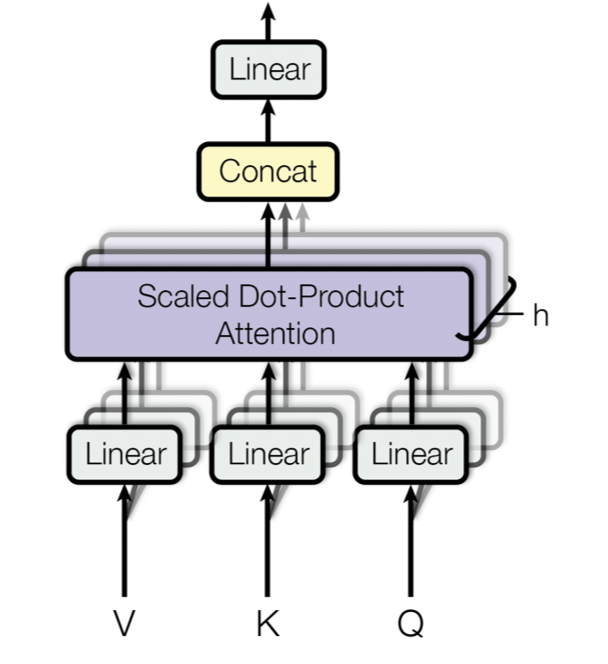 Linear
Concat
Scaled Dot-Product
Attention
h
Linear
Linear
Linear
V
K
Q